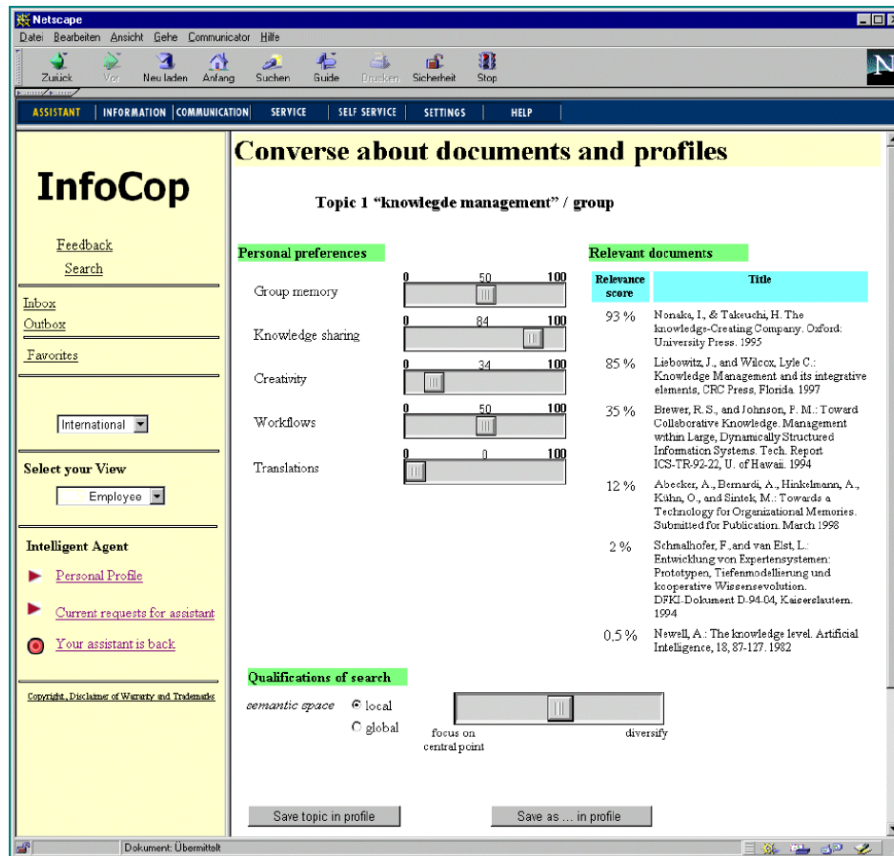 Netscape
Datei Bearbeiten Ansicht Gehe Communicator Hilfe
Zurück Vor Neu laden Anfang Suchen Guide Drucken Sicherheit Stop
N
ASSISTANT INFORMATION COMMUNICATION SERVICE SELF SERVICE SETTINGS HELP
InfoCop
Feedback
Search
Inbox
Outbox
Favorites
International
Select your View
Employee
Intelligent Agent
Personal Profile
Current requests for assistant
Your assistant is back
Copyright, Disclaimer of Warranty and Trademarks
Converse about documents and profiles
Topic 1 “knowlegde management” / group
Personal preferences
0 50 100
Group memory
0 84 100
Knowledge sharing
0 34 100
Creativity
0 50 100
Workflows
0 0 100
Translations
Relevant documents
Relevance score Title
93 % Nonaka, I., & Takeuchi, H. The
knowledge-Creating Company. Oxford:
University Press. 1995
85 % Liebowitz, J., and Wilcox, Lyle C.:
Knowledge Management and its integrative
elements, CRC Press, Florida. 1997
35 % Brewer, R.S., and Johnson, P. M.: Toward
Collaborative Knowledge. Management
within Large, Dynamically Structured
Information Systems. Tech. Report
ICS-TR-92-22, U. of Hawaii. 1994
12 % Abecker, A., Bernardi, A., Hinkelmann, A.,
Kühn, O., and Sintek, M.: Towards a
Technology for Organizational Memories.
Submitted for Publication. March 1998
2 % Schmalhofer, F., and van Elst, L.:
Entwicklung von Expertensystemen:
Prototypen, Tiefenmodellierung und
kooperative Wissensevolution.
DFKI-Dokument D-94-04, Kaiserslautern.
1994
0,5 % Newell, A.: The knowledge level. Artificial
Intelligence, 18, 87-127. 1982
Qualifications of search
semantic space local
global
focus on
central point
diversify
Save topic in profile Save as ... in profile
Dokument: Übermittelt